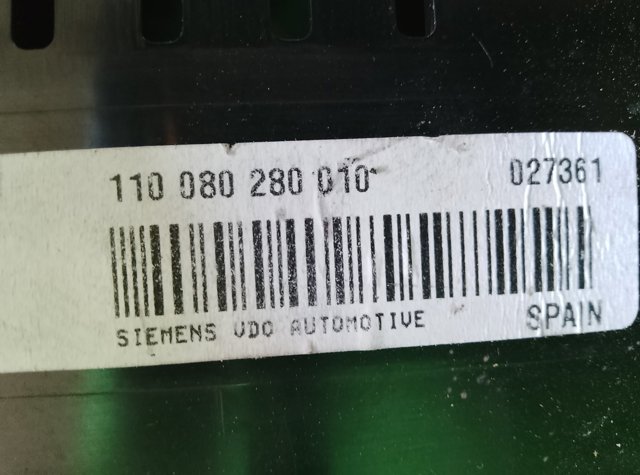 110 080 280 010 027361
SIEMENS VDO AUTOMOTIVE SPAIN